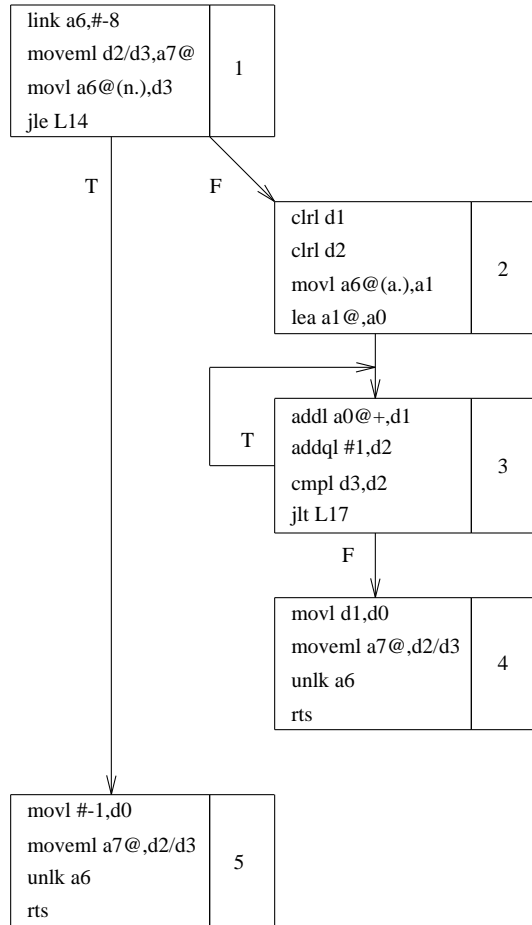 link a6,#-8
moveml d2/d3,a7@
movl a6@(n.),d3
jle L14
1
T
F
clrl d1
clrl d2
movl a6@(a.),a1
lea a1@,a0
2
T
addl a0@+,d1
addql #1,d2
cmpl d3,d2
jlt L17
3
F
movl d1,d0
moveml a7@,d2/d3
unlk a6
rts
4
movl #-1,d0
moveml a7@,d2/d3
unlk a6
rts
5